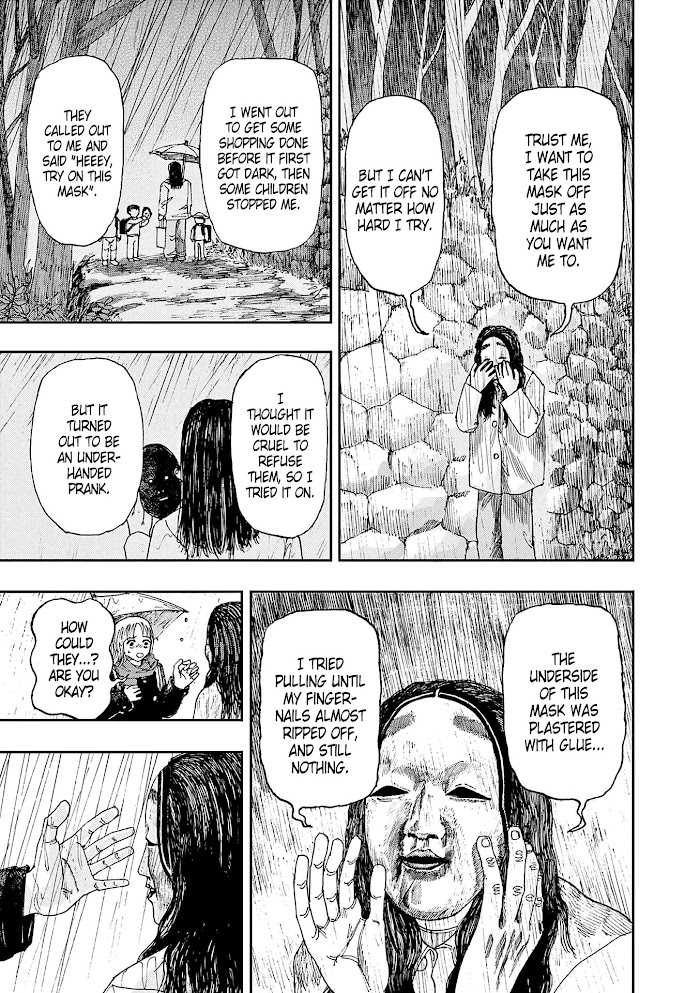 TRUST ME,
I WANT TO
TAKE THIS
MASK OFF
JUST AS
MUCH AS
YOU WANT
ME TO.
BUT I CAN'T
GET IT OFF NO
MATTER HOW
HARD I TRY.
I WENT OUT
TO GET SOME
SHOPPING DONE
BEFORE IT FIRST
GOT DARK, THEN
SOME CHILDREN
STOPPED ME.
THEY
CALLED OUT
TO ME AND
SAID "HEEEY,
TRY ON THIS
MASK".
I
THOUGHT IT
WOULD BE
CRUEL TO
REFUSE
THEM, SO I
TRIED IT ON.
BUT IT
TURNED
OUT TO BE
AN UNDER-
HANDED
PRANK.
THE
UNDERSIDE
OF THIS
MASK WAS
PLASTERED
WITH GLUE...
I TRIED
PULLING UNTIL
MY FINGER-
NAILS ALMOST
RIPPED OFF,
AND STILL
NOTHING.
HOW
COULD
THEY...?
ARE YOU
OKAY?